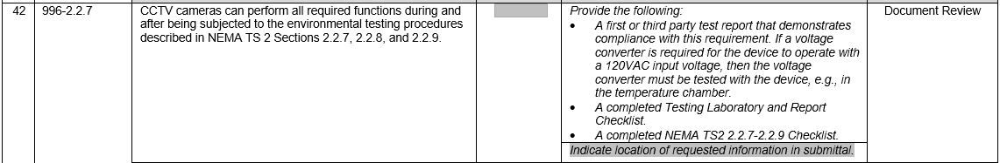 42
996-2.2.7
CCTV cameras can perform all required functions during and
after being subjected to the environmental testing procedures
described in NEMA TS 2 Sections 2.2.7, 2.2.8, and 2.2.9.
Provide the following:
• A first or third party test report that demonstrates
compliance with this requirement. If a voltage
converter is required for the device to operate with
a 120VAC input voltage, then the voltage
converter must be tested with the device, e.g., in
the temperature chamber.
• A completed Testing Laboratory and Report
Checklist.
• A completed NEMA TS2 2.2.7-2.2.9 Checklist.
Indicate location of requested information in submittal.
Document Review